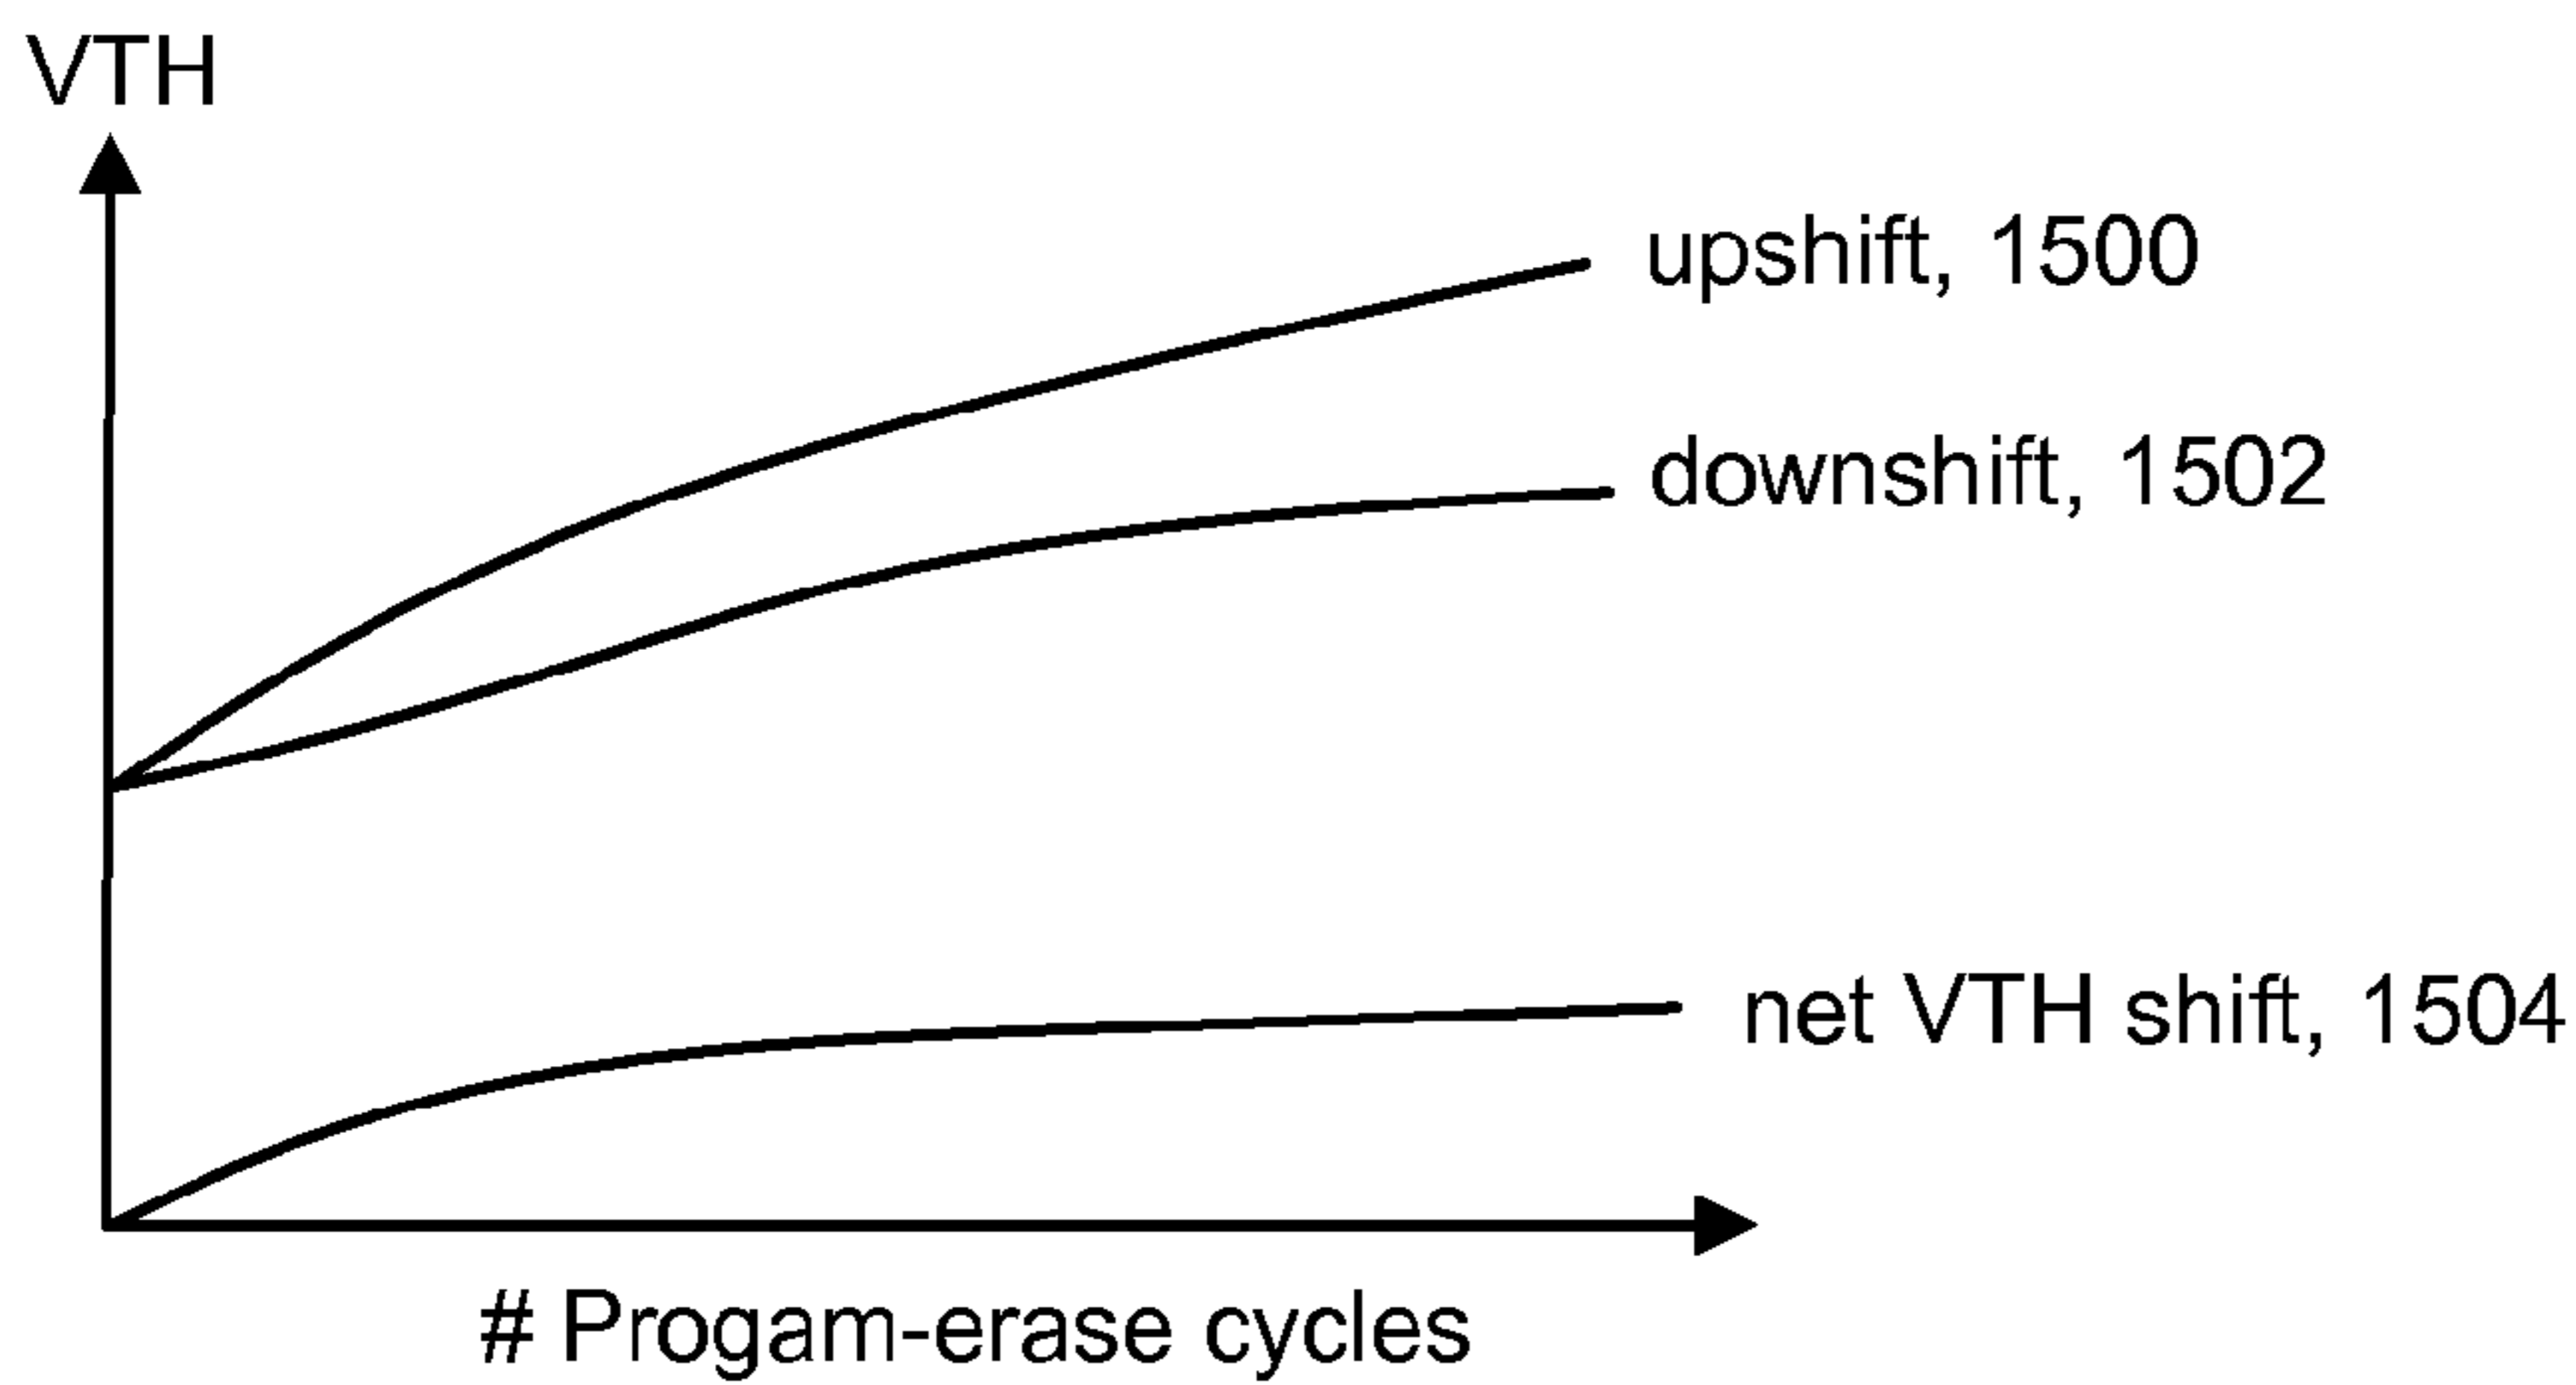 VTH
upshift, 1500
downshift, 1502
net VTH shift, 1504
# Progam-erase cycles